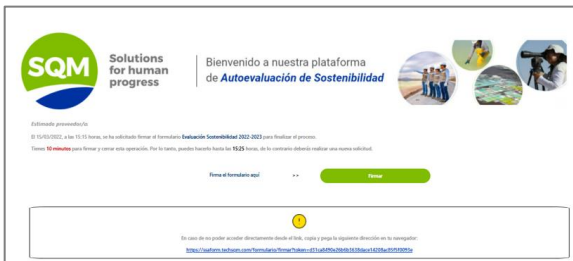 SQM
Solutions
for human
progress
Bienvenido a nuestra plataforma
de Autoevaluación de Sostenibilidad
Estimado proveedor/a
El 15/03/2022, a las 15:15 horas, se ha solicitado firmar el formulario Evaluación Sostenibilidad 2022-2023 para finalizar el proceso.
Tienes 10 minutos para firmar y cerrar esta operación. Por lo tanto, puedes hacerlo hasta las 15:25 horas, de lo contrario deberás realizar una nueva solicitud.
Firma el formulario aquí >> Firmar
!
En caso de no poder acceder directamente desde el link, copia y pega la siguiente dirección en tu navegador: